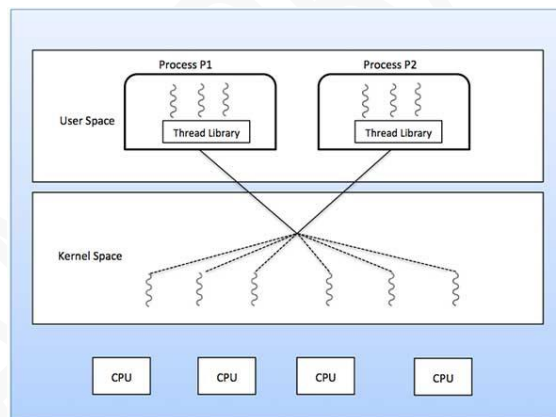 Process P1
Process P2
User Space
Thread Library
Thread Library
Kernel Space
CPU
CPU
CPU
CPU